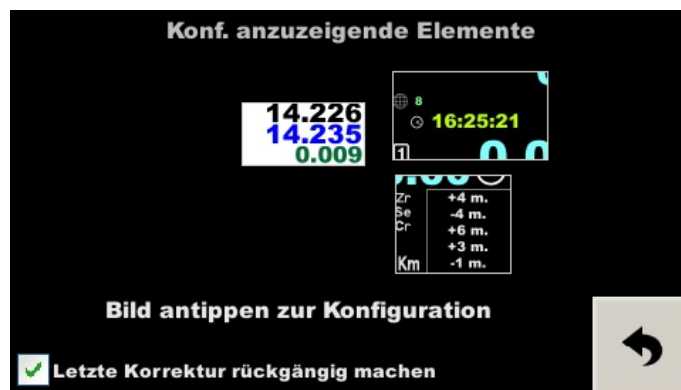 Konf. anzuzeigende Elemente
14.226
14.235
0.009
8
16:25:21
1
Zr +4 m.
Se -4 m.
Cr +6 m.
+3 m.
Km -1 m.
Bild antippen zur Konfiguration
Letzte Korrektur rückgängig machen